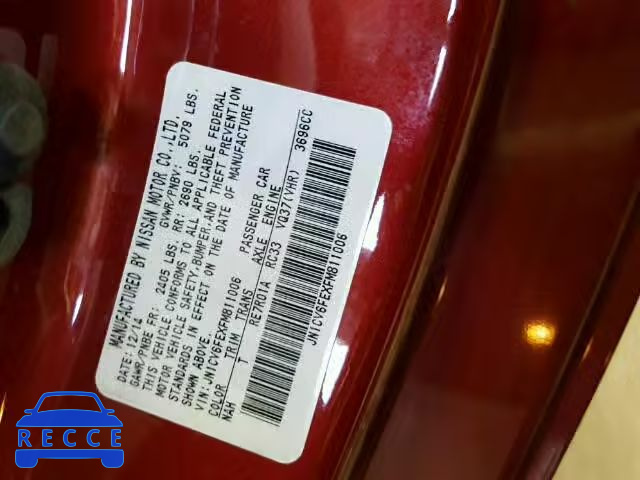 MANUFACTURED BY NISSAN MOTOR CO.,LTD.
DATE: 12/14 GVWR/PNBV: 5079 LBS.
GAWR/PNBE FR: 2405 LBS. RR: 2690 LBS.
THIS VEHICLE CONFORMS TO ALL APPLICABLE FEDERAL
MOTOR VEHICLE SAFETY,BUMPER,AND THEFT PREVENTION
STANDARDS IN EFFECT ON THE DATE OF MANUFACTURE
SHOWN ABOVE.
VIN: JN1CV6FEXFM811006 PASSENGER CAR
COLOR TRIM TRANS AXLE ENGINE
NAH T RE7R01A RC33 VQ37(VHR) 3696CC
JN1CV6FEXFM811006
RECCE